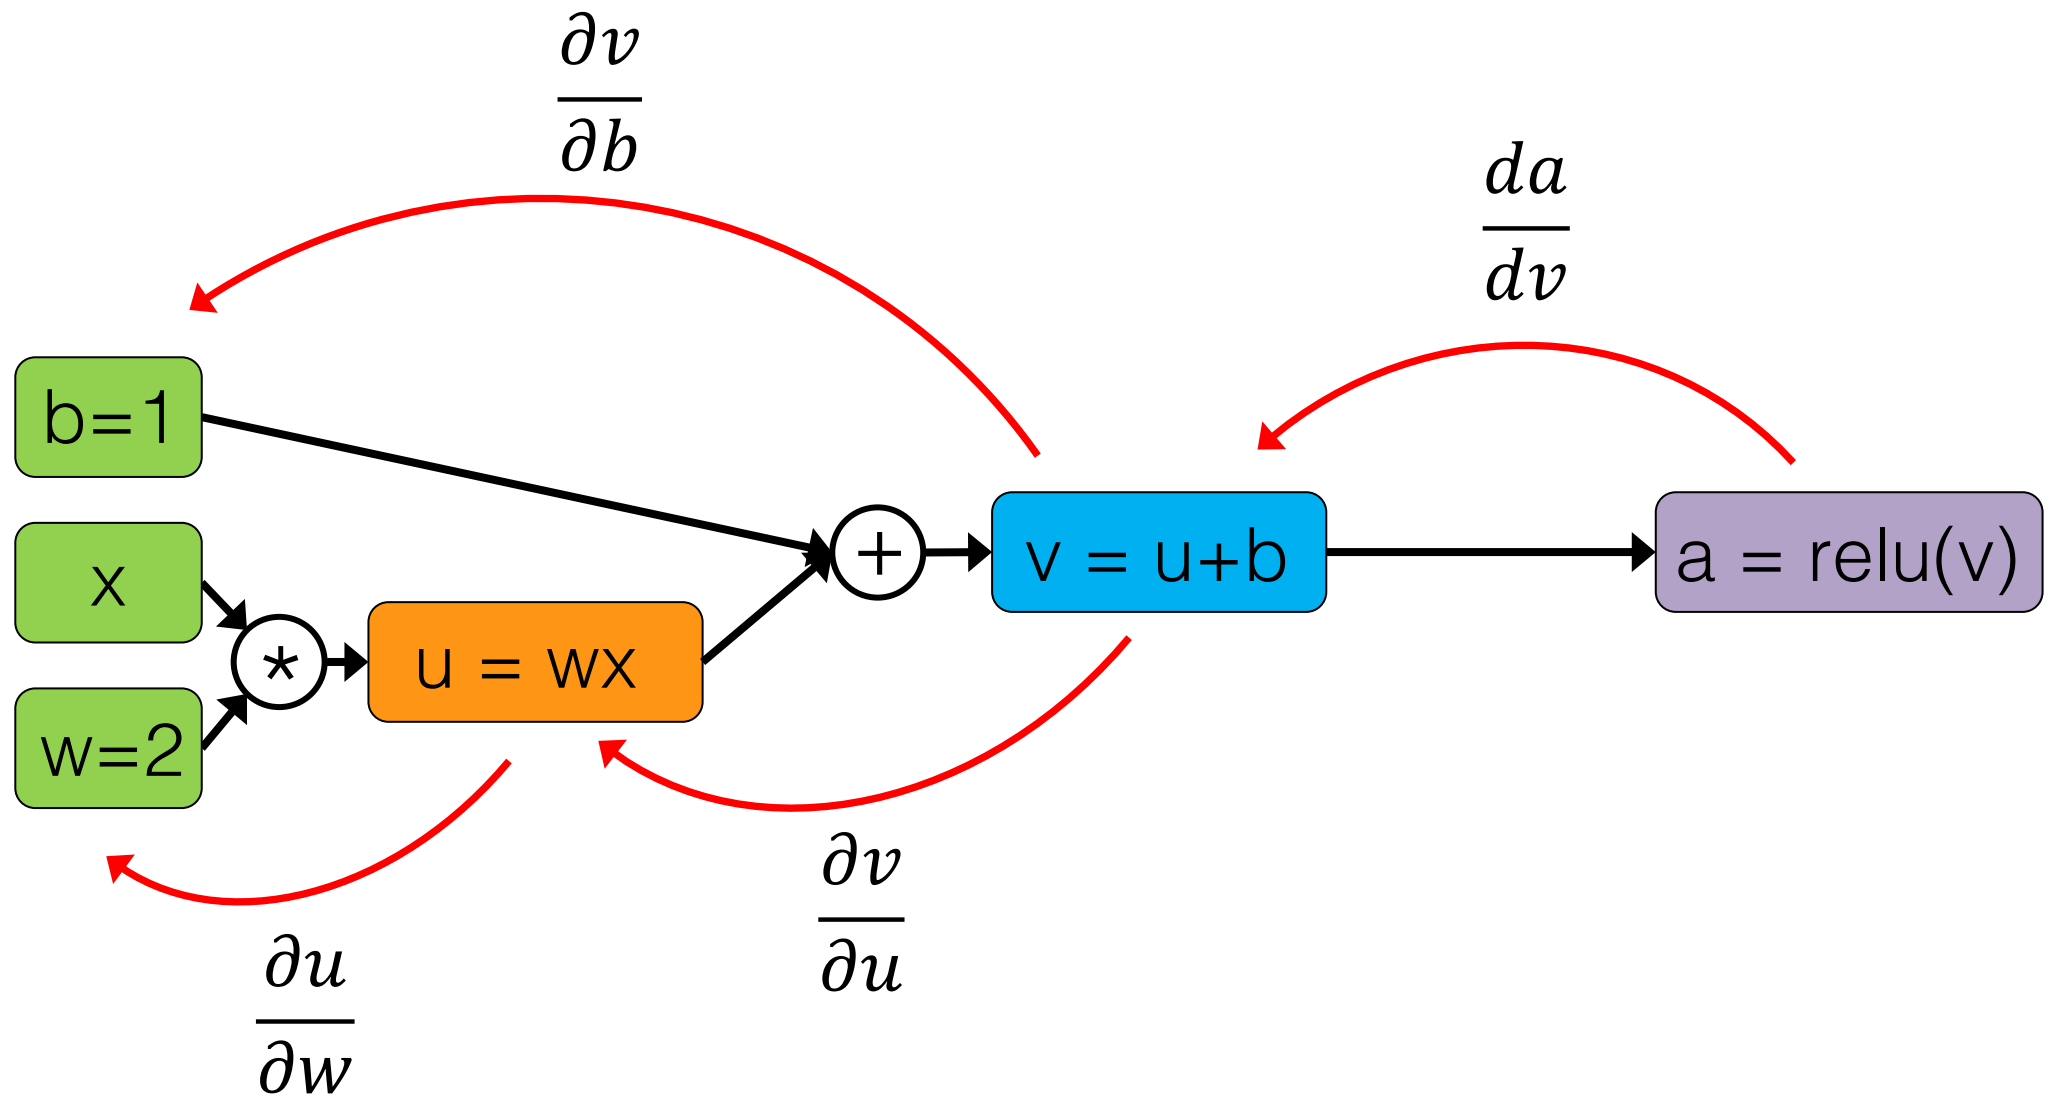 ∂v
∂b
da
dv
b=1
x
w=2
*
u = wx
+
v = u+b
a = relu(v)
∂v
∂u
∂u
∂w